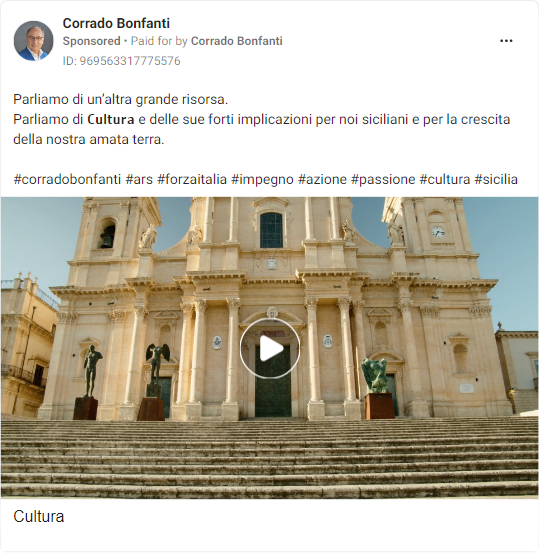 Corrado Bonfanti
Sponsored • Paid for by Corrado Bonfanti
ID: 969563317775576
Parliamo di un'altra grande risorsa.
Parliamo di Cultura e delle sue forti implicazioni per noi siciliani e per la crescita
della nostra amata terra.
#corradobonfanti #ars #forzaitalia #impegno #azione #passione #cultura #sicilia
Cultura